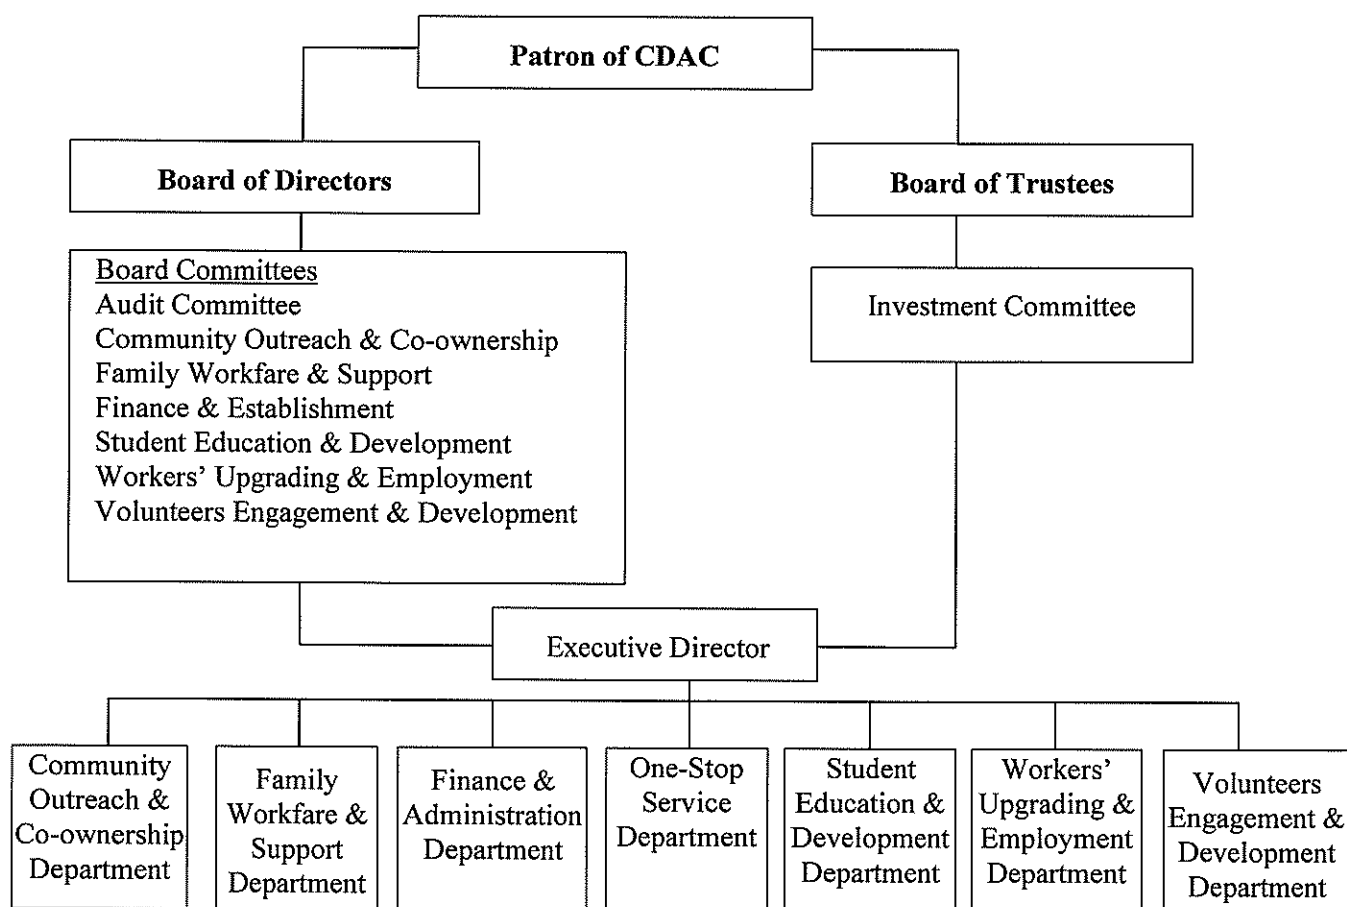 Patron of CDAC
Board of Directors
Board of Trustees
Board Committees
Audit Committee
Community Outreach & Co-ownership
Family Workfare & Support
Finance & Establishment
Student Education & Development
Workers’ Upgrading & Employment
Volunteers Engagement & Development
Investment Committee
Executive Director
Community
Outreach &
Co-ownership
Department
Family
Workfare &
Support
Department
Finance &
Administration
Department
One-Stop
Service
Department
Student
Education &
Development
Department
Workers’
Upgrading &
Employment
Department
Volunteers
Engagement &
Development
Department